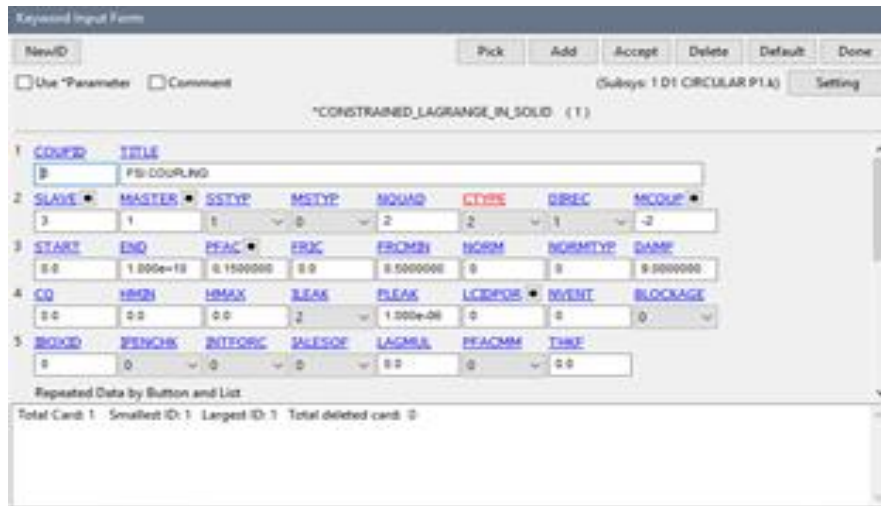 Keyword Input Form
NewID Pick Add Accept Delete Default Done
Use *Parameter Comment (Subsys: 1 D1 CIRCULAR P1.k) Setting
*CONSTRAINED_LAGRANGE_IN_SOLID (1)
1 COUPID TITLE
FSI COUPLING
2 SLAVE MASTER SSTYP MSTYP NQUAD CTYPE DIREC MCOUP
3 1 1 0 2 2 1 -2
3 START END PFAC FRIC FRCMIN NORM NORMTYP DAMP
0.0 1.000e+10 0.1500000 0.0 0.5000000 0 0
4 CQ HMIN HMAX ILEAK PLEAK LCIDPOR NVENT BLOCKAGE
0.0 0.0 0.0 2 1.000e-06 0 0 0
5 IBOXID IPENCHK INTFORC IALESOF LAGMUL PFACMM THKF
0 0 0 0 0.0 0 0.0
Repeated Data by Button and List
Total Card: 1 Smallest ID: 1 Largest ID: 1 Total deleted card: 0